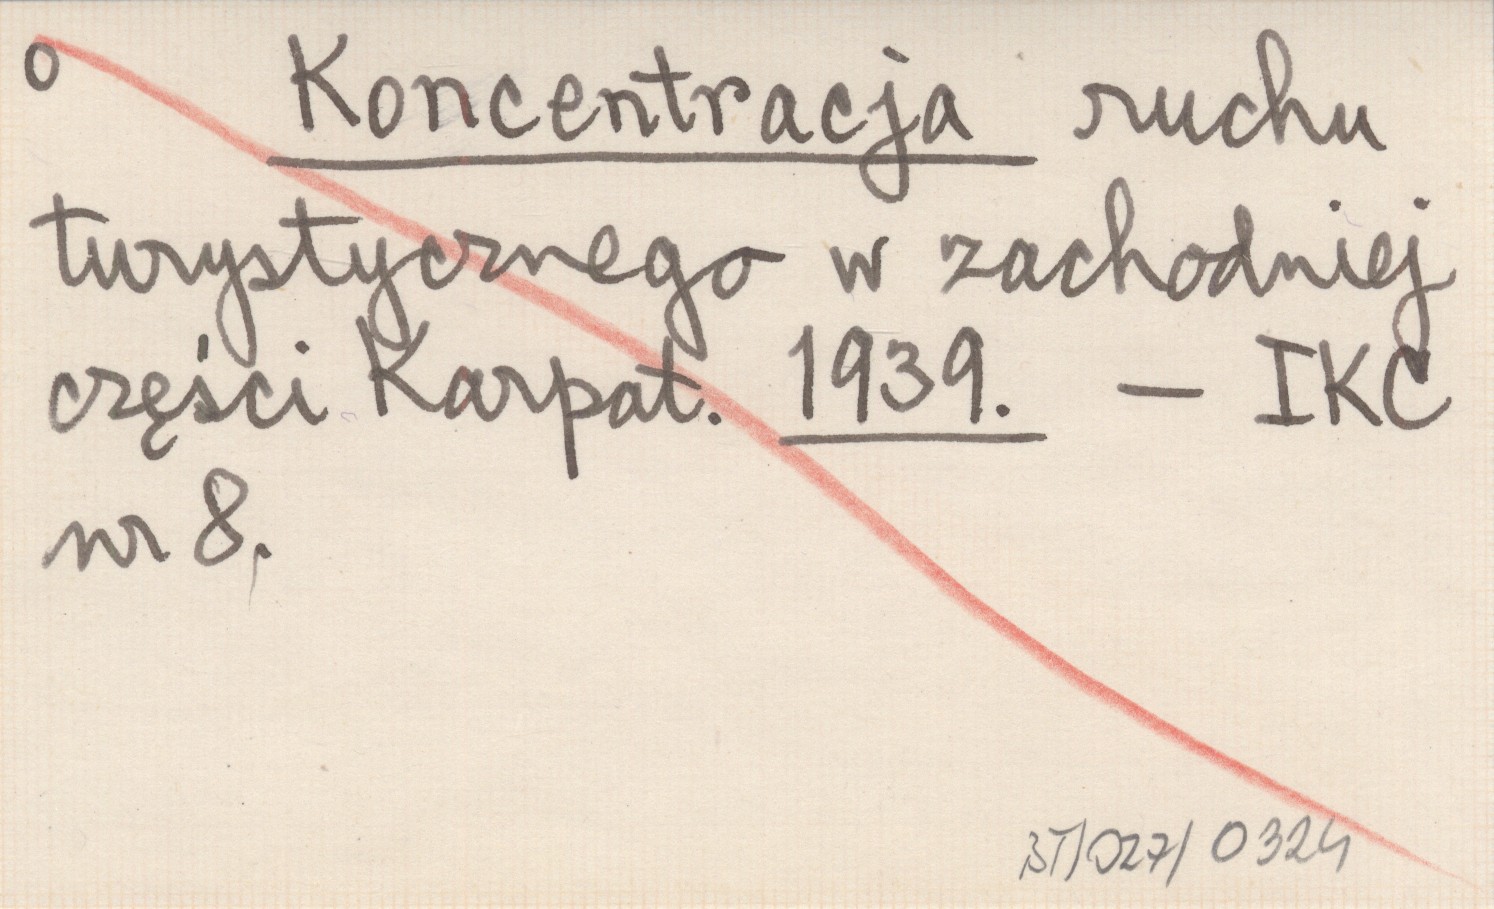 o Koncentracja ruchu
turystycznego w zachodniej
części Karpat. 1939. — IKC
nr 8.
BT/027/0324